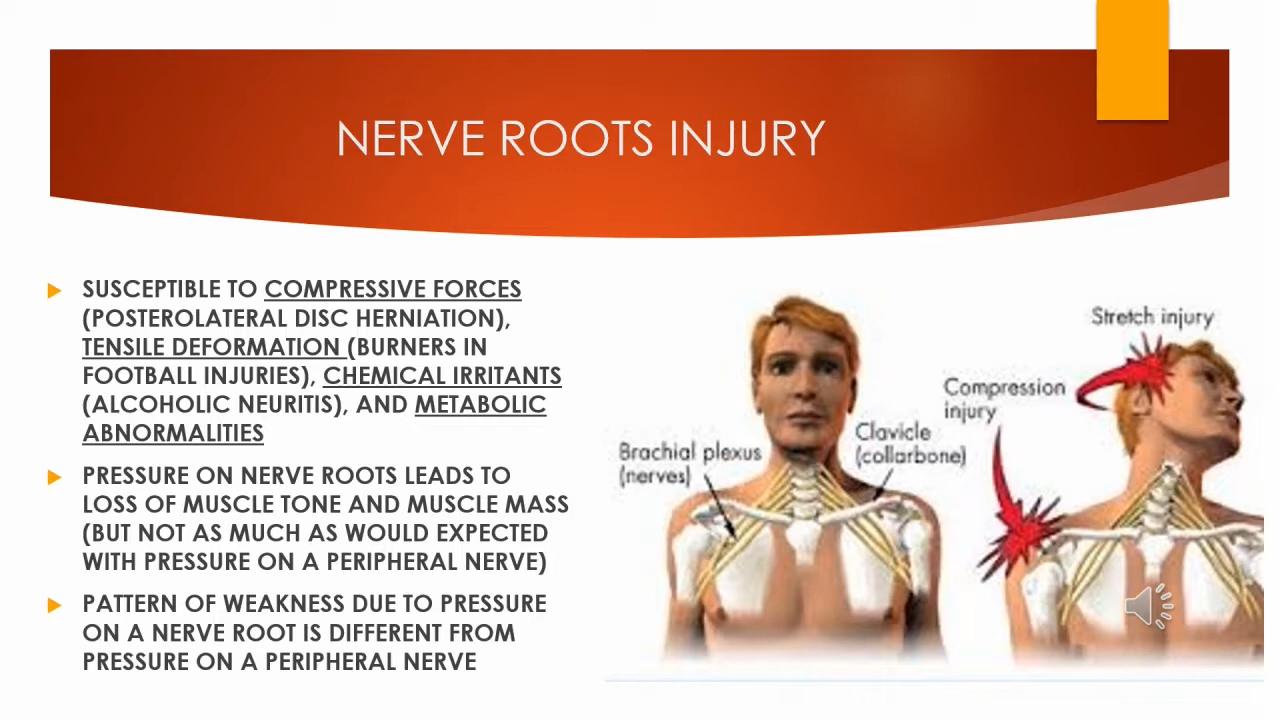 NERVE ROOTS INJURY
SUSCEPTIBLE TO COMPRESSIVE FORCES
(POSTEROLATERAL DISC HERNIATION),
TENSILE DEFORMATION (BURNERS IN
FOOTBALL INJURIES), CHEMICAL IRRITANTS
(ALCOHOLIC NEURITIS), AND METABOLIC
ABNORMALITIES
PRESSURE ON NERVE ROOTS LEADS TO
LOSS OF MUSCLE TONE AND MUSCLE MASS
(BUT NOT AS MUCH AS WOULD EXPECTED
WITH PRESSURE ON A PERIPHERAL NERVE)
PATTERN OF WEAKNESS DUE TO PRESSURE
ON A NERVE ROOT IS DIFFERENT FROM
PRESSURE ON A PERIPHERAL NERVE
Brachial plexus
(nerves)
Clavicle
(collarbone)
Compression
injury
Stretch injury